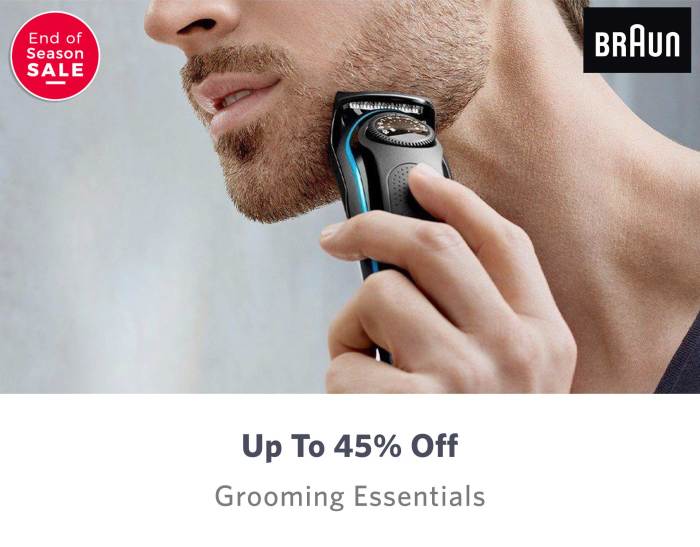 End of
Season
SALE
BRAUN
Up To 45% Off
Grooming Essentials